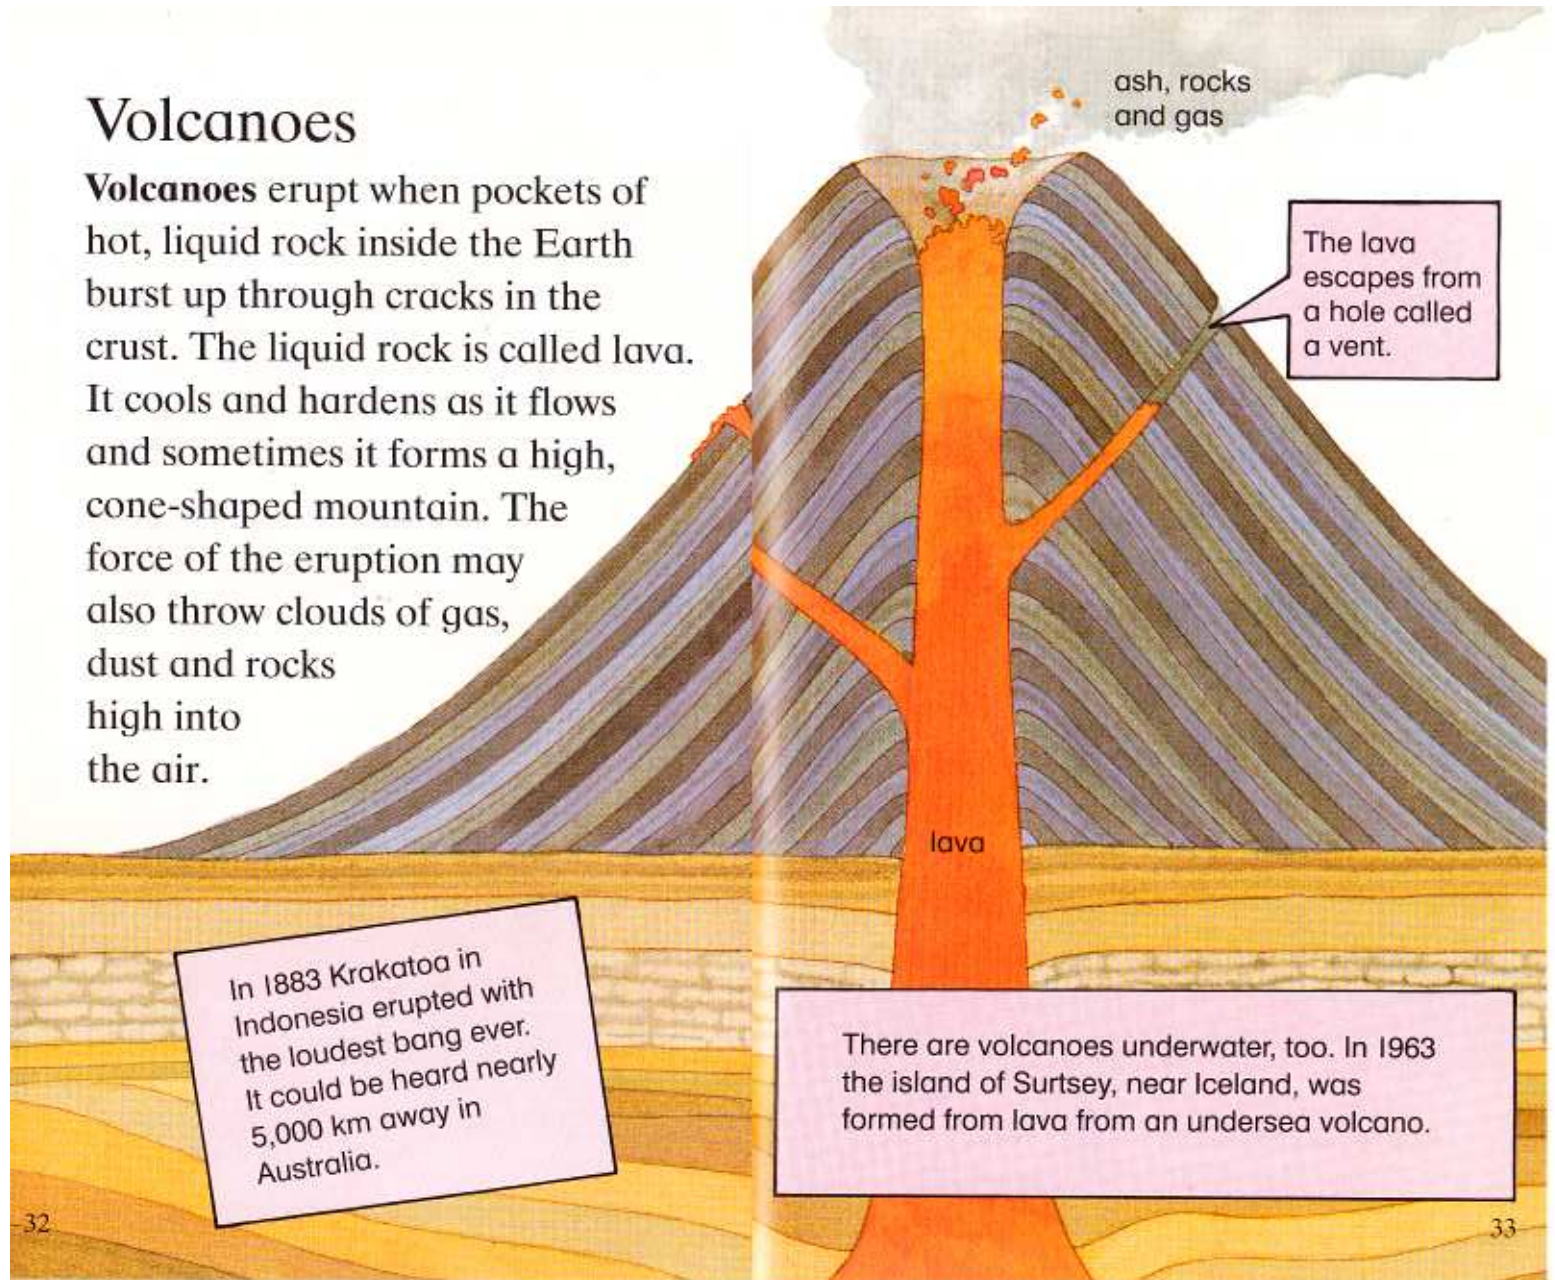 Volcanoes
Volcanoes erupt when pockets of
hot, liquid rock inside the Earth
burst up through cracks in the
crust. The liquid rock is called lava.
It cools and hardens as it flows
and sometimes it forms a high,
cone-shaped mountain. The
force of the eruption may
also throw clouds of gas,
dust and rocks
high into
the air.
In 1883 Krakatoa in
Indonesia erupted with
the loudest bang ever.
It could be heard nearly
5,000 km away in
Australia.
32
ash, rocks
and gas
The lava
escapes from
a hole called
a vent.
lava
There are volcanoes underwater, too. In 1963
the island of Surtsey, near Iceland, was
formed from lava from an undersea volcano.
33